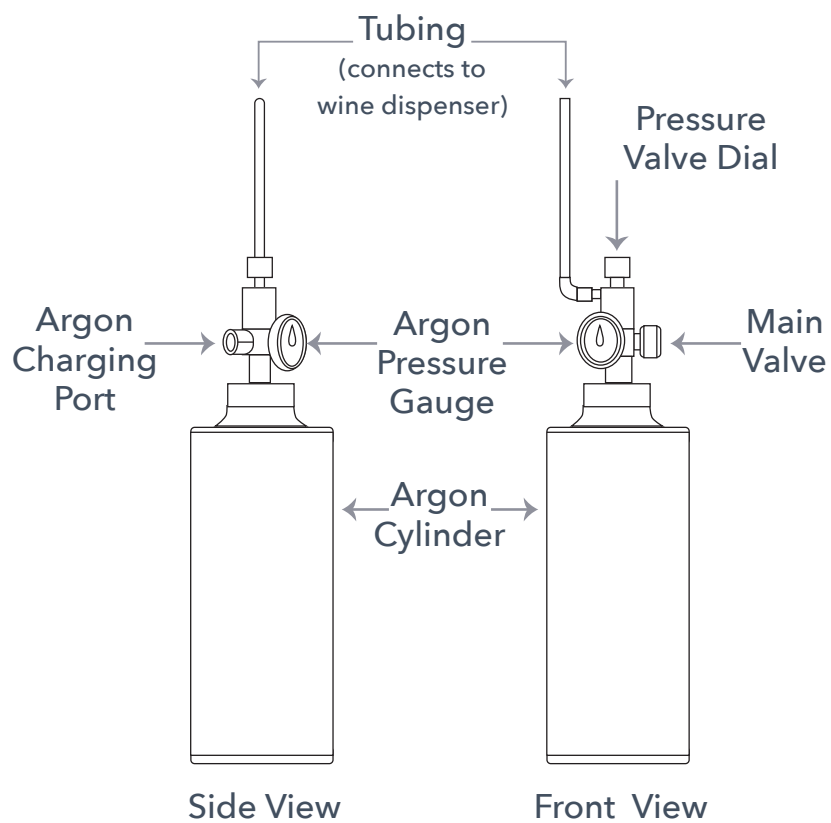 Tubing
(connects to
wine dispenser)
Pressure
Valve Dial
Argon
Charging
Port
Argon
Pressure
Gauge
Main
Valve
Argon
Cylinder
Side View
Front View